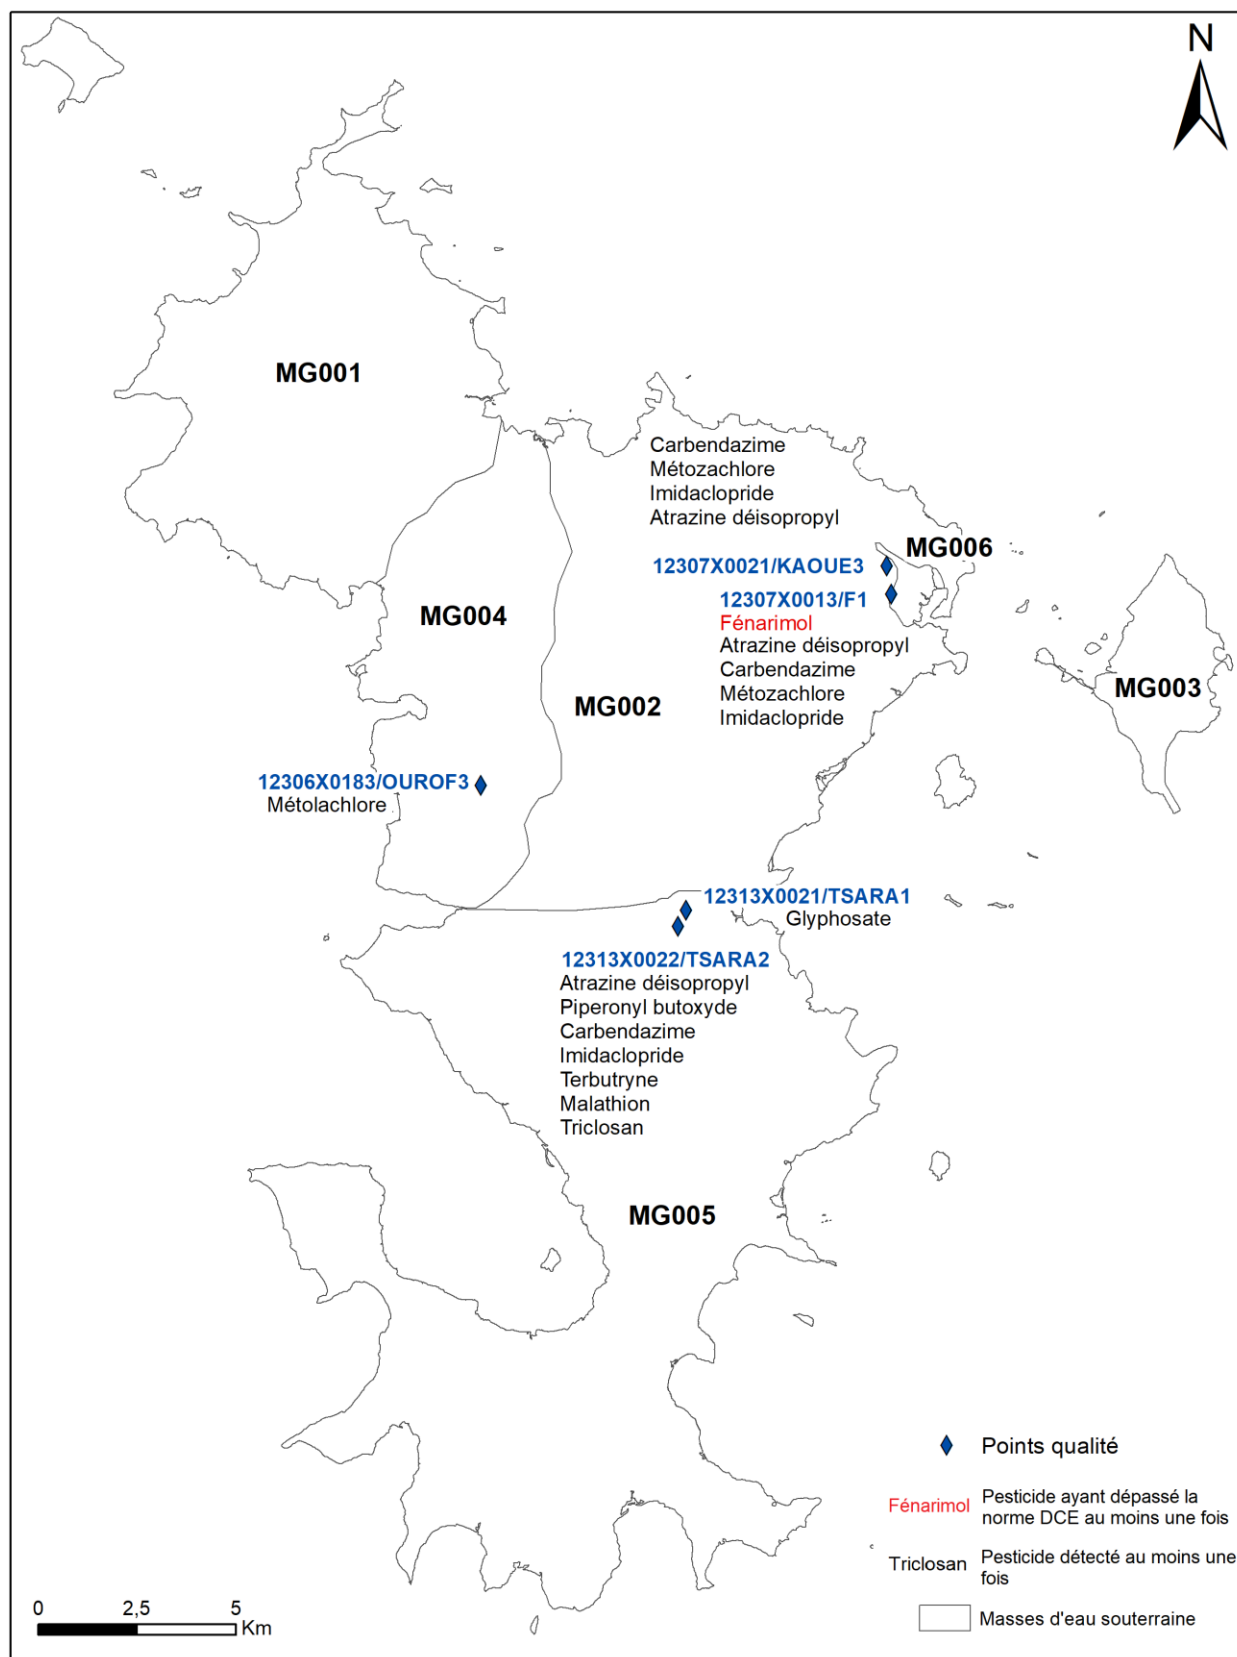 N
MG001
Carbendazime
Métozachlore
Imidaclopride
Atrazine déisopropyl
MG006
12307X0021/KAOUE3
12307X0013/F1
Fénarimol
Atrazine déisopropyl
Carbendazime
Métozachlore
Imidaclopride
MG004
MG003
MG002
12306X0183/OUROF3
Métolachlore
12313X0021/TSARA1
Glyphosate
12313X0022/TSARA2
Atrazine déisopropyl
Piperonyl butoxyde
Carbendazime
Imidaclopride
Terbutryne
Malathion
Triclosan
MG005
Points qualité
Fénarimol
Pesticide ayant dépassé la
norme DCE au moins une fois
Triclosan
Pesticide détecté au moins une
fois
Masses d'eau souterraine
0 2,5 5
Km